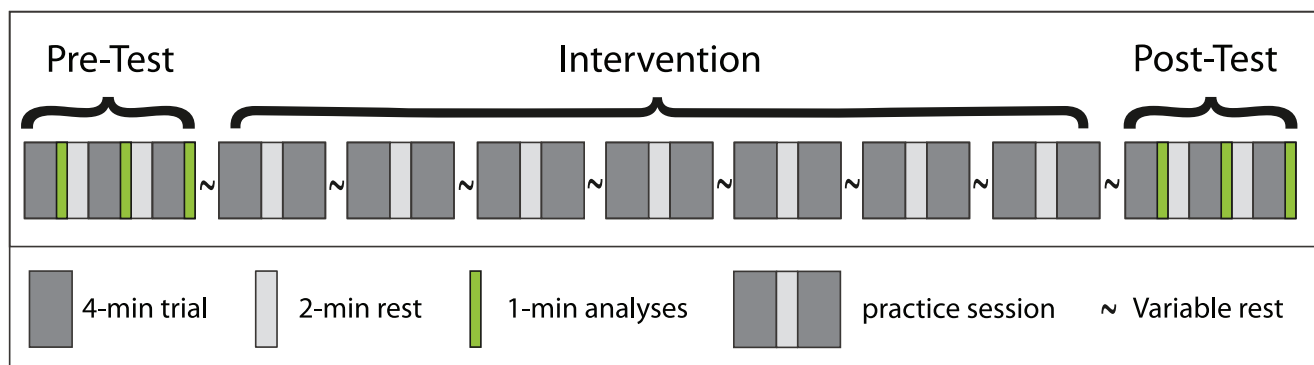 Pre-Test
Intervention
Post-Test
~ ~ ~ ~ ~ ~ ~ ~
4-min trial
2-min rest
1-min analyses
practice session
~ Variable rest